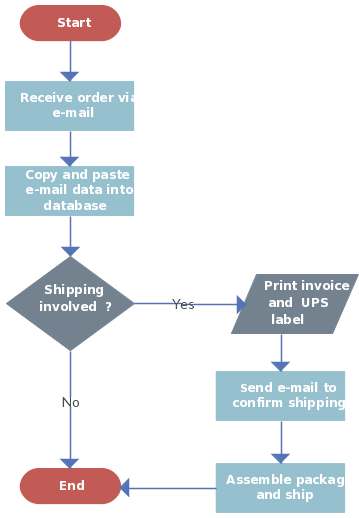 Start
Receive order via
e-mail
Copy and paste
e-mail data into
database
Shipping
involved ?
Yes
Print invoice
and UPS
label
No
Send e-mail to
confirm shipping
End
Assemble packag
and ship